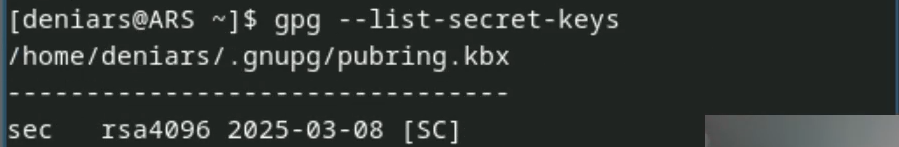 [deniars@ARS ~]$ gpg --list-secret-keys
/home/deniars/.gnupg/pubring.kbx
--------------------------------
sec   rsa4096 2025-03-08 [SC]